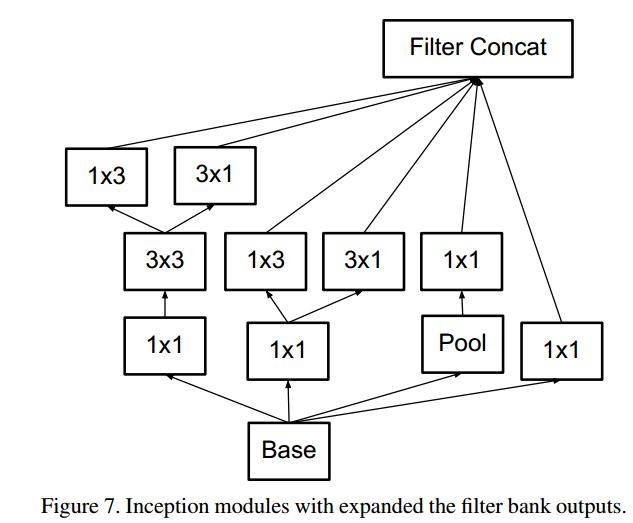 Filter Concat
1x3
3x1
3x3
1x3
3x1
1x1
1x1
1x1
Pool
1x1
Base
Figure 7. Inception modules with expanded the filter bank outputs.